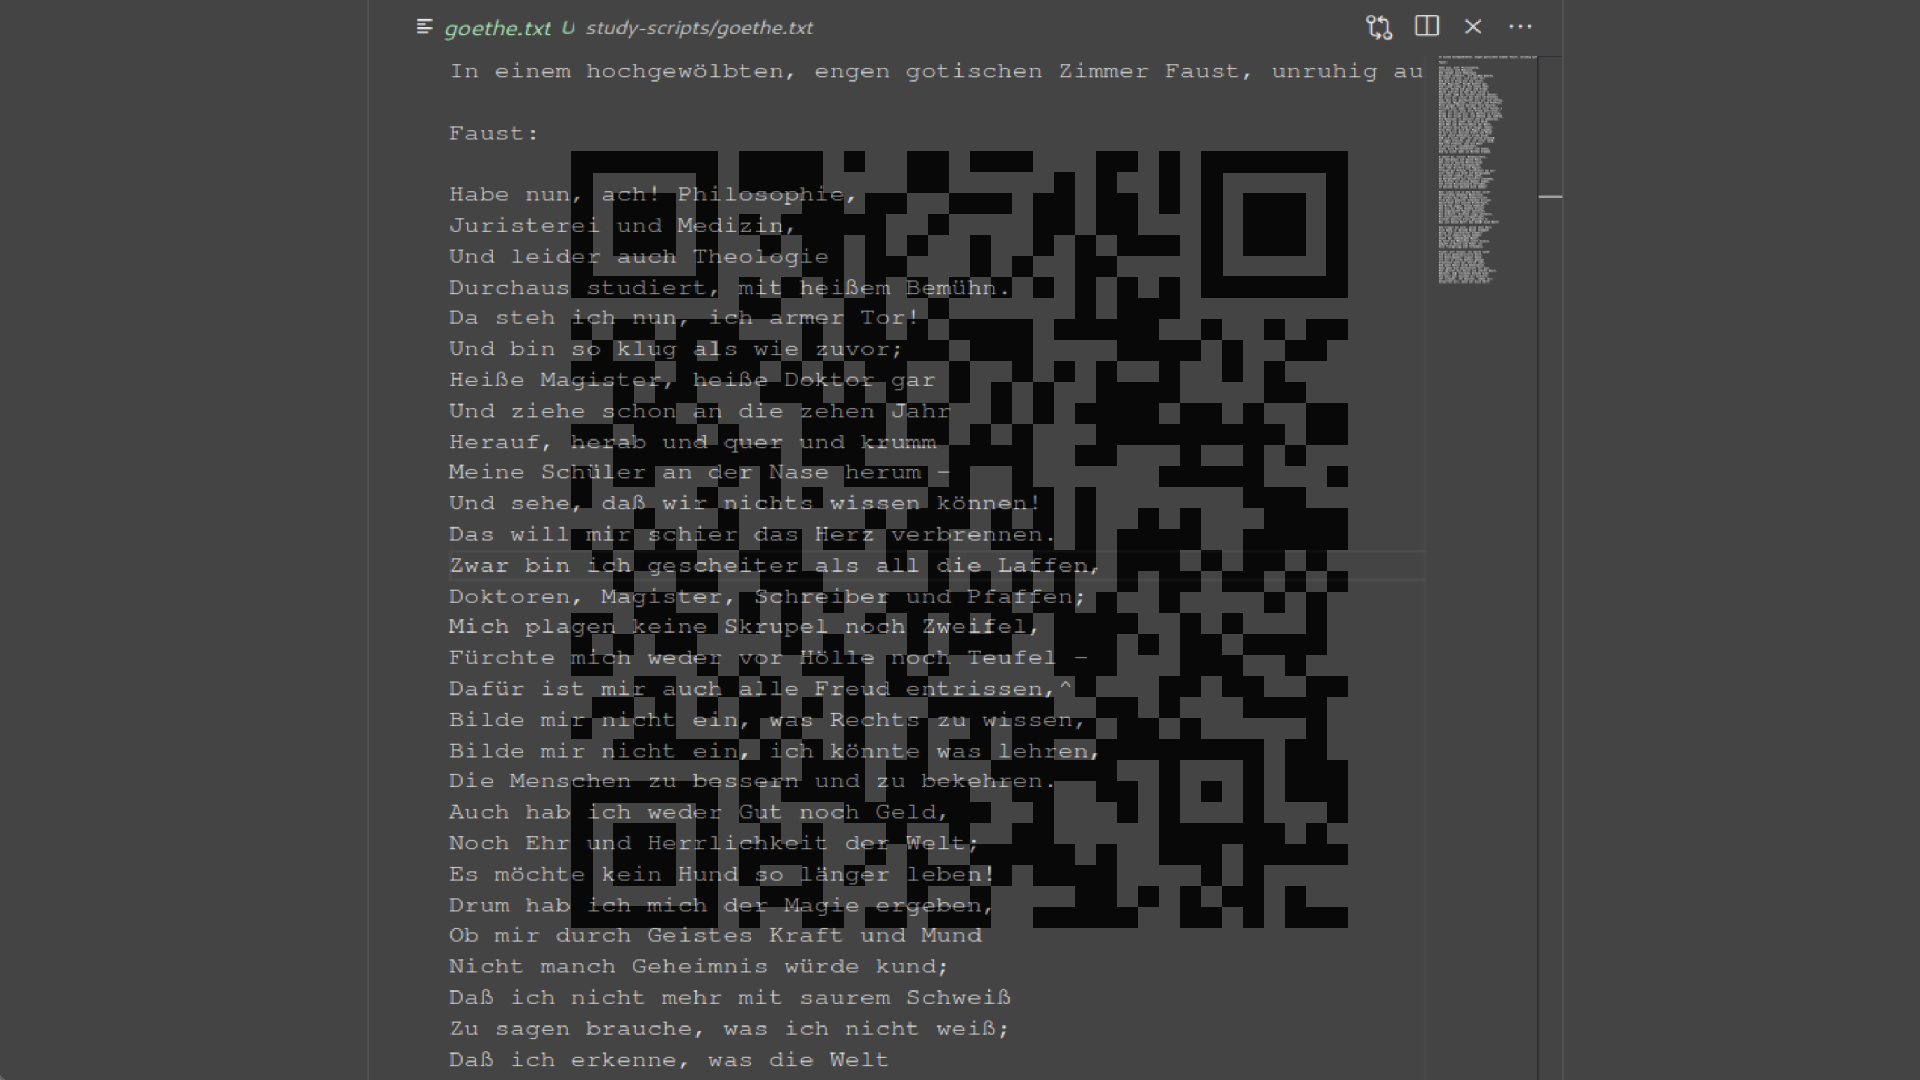 goethe.txt U study-scripts/goethe.txt
In einem hochgewölbten, engen gotischen Zimmer Faust, unruhig au
Faust:
Habe nun, ach! Philosophie,
Juristerei und Medizin,
Und leider auch Theologie
Durchaus studiert, mit heißem Bemühn.
Da steh ich nun, ich armer Tor!
Und bin so klug als wie zuvor;
Heiße Magister, heiße Doktor gar
Und ziehe schon an die zehen Jahr
Herauf, herab und quer und krumm
Meine Schüler an der Nase herum –
Und sehe, daß wir nichts wissen können!
Das will mir schier das Herz verbrennen.
Zwar bin ich gescheiter als all die Laffen,
Doktoren, Magister, Schreiber und Pfaffen;
Mich plagen keine Skrupel noch Zweifel,
Fürchte mich weder vor Hölle noch Teufel –
Dafür ist mir auch alle Freud entrissen,^
Bilde mir nicht ein, was Rechts zu wissen,
Bilde mir nicht ein, ich könnte was lehren,
Die Menschen zu bessern und zu bekehren.
Auch hab ich weder Gut noch Geld,
Noch Ehr und Herrlichkeit der Welt;
Es möchte kein Hund so länger leben!
Drum hab ich mich der Magie ergeben,
Ob mir durch Geistes Kraft und Mund
Nicht manch Geheimnis würde kund;
Daß ich nicht mehr mit saurem Schweiß
Zu sagen brauche, was ich nicht weiß;
Daß ich erkenne, was die Welt